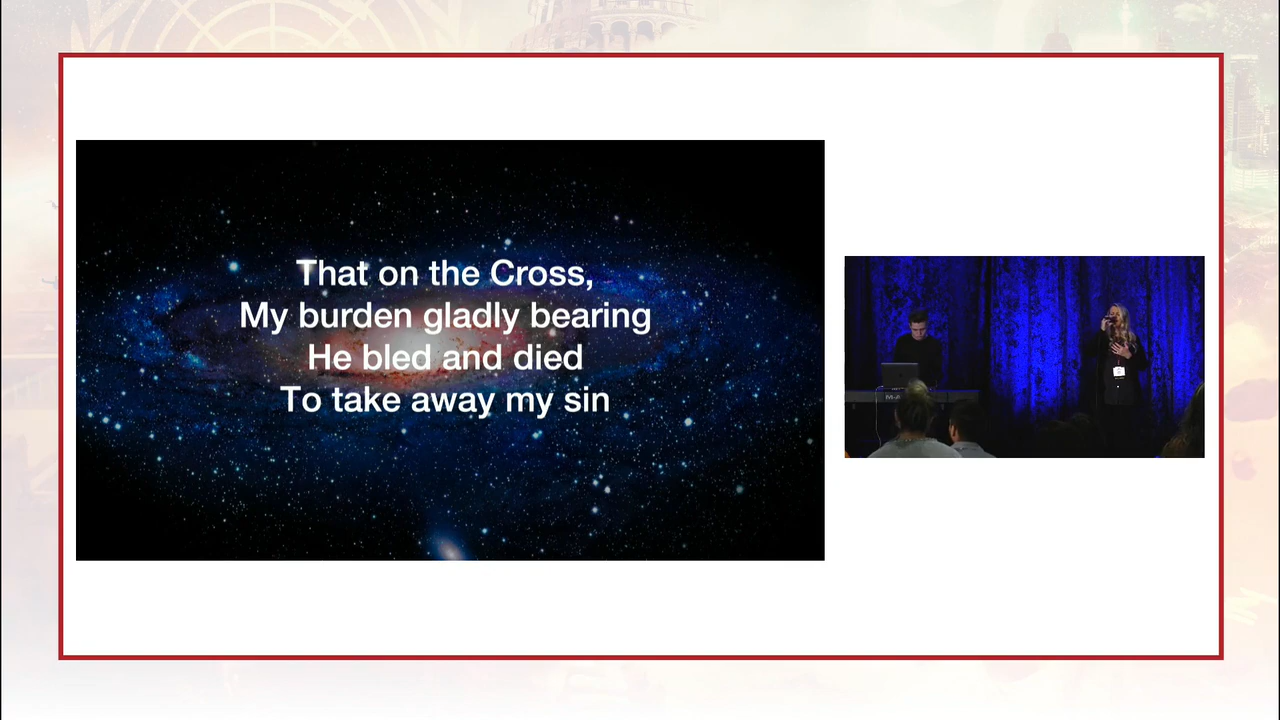 That on the Cross,
My burden gladly bearing
He bled and died
To take away my sin